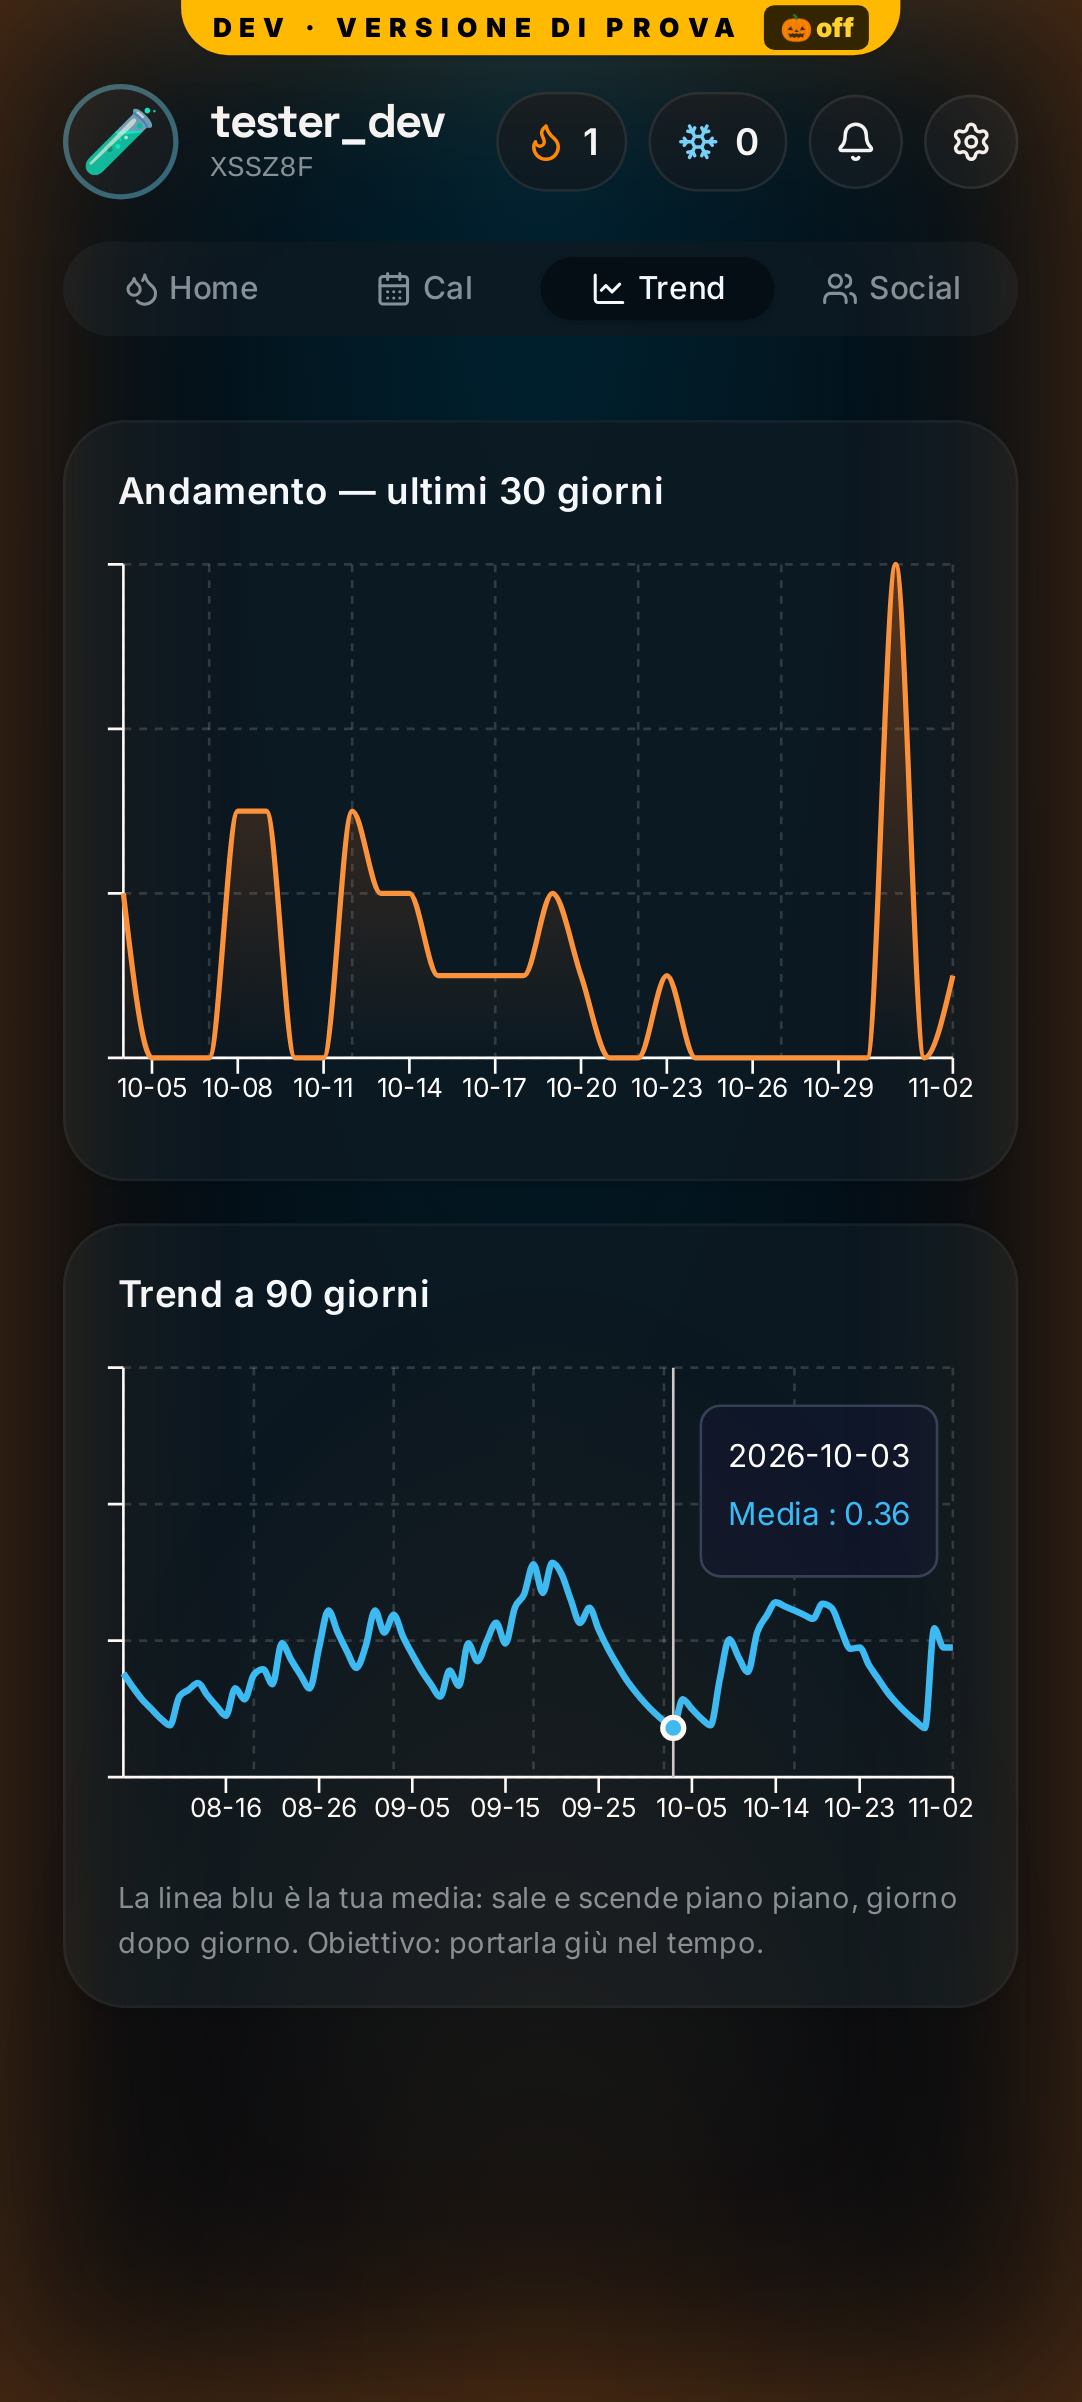 DEV · VERSIONE DI PROVA 🎃 off
tester_dev
XSSZ8F
1
0
Home
Cal
Trend
Social
Andamento — ultimi 30 giorni
10-05 10-08 10-11 10-14 10-17 10-20 10-23 10-26 10-29 11-02
Trend a 90 giorni
2026-10-03
Media : 0.36
08-16 08-26 09-05 09-15 09-25 10-05 10-14 10-23 11-02
La linea blu è la tua media: sale e scende piano piano, giorno
dopo giorno. Obiettivo: portarla giù nel tempo.